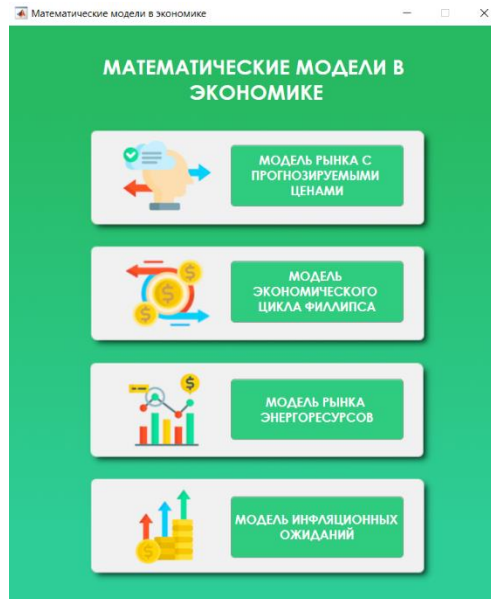 Математические модели в экономике
МАТЕМАТИЧЕСКИЕ МОДЕЛИ В
ЭКОНОМИКЕ
МОДЕЛЬ РЫНКА С
ПРОГНОЗИРУЕМЫМИ
ЦЕНАМИ
МОДЕЛЬ
ЭКОНОМИЧЕСКОГО
ЦИКЛА ФИЛЛИПСА
МОДЕЛЬ РЫНКА
ЭНЕРГОРЕСУРСОВ
МОДЕЛЬ ИНФЛЯЦИОННЫХ
ОЖИДАНИЙ